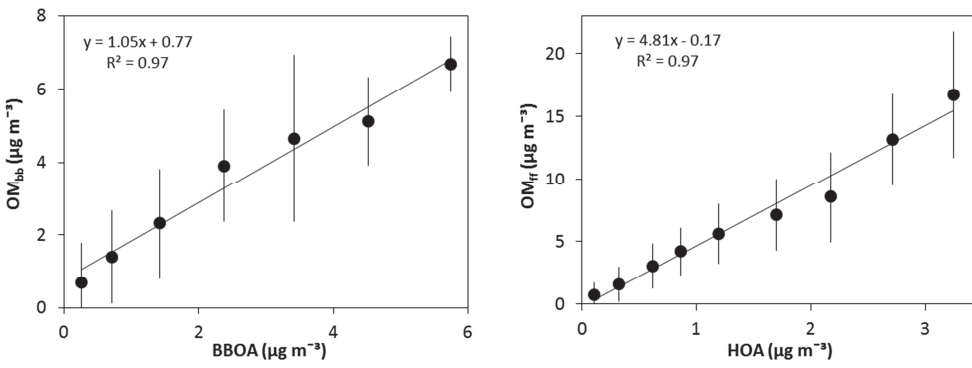 8
6
4
2
0
y = 1.05x + 0.77
R² = 0.97
OMbb (µg m⁻³)
0 2 4 6
BBOA (µg m⁻³)
20
15
10
5
0
y = 4.81x - 0.17
R² = 0.97
OMff (µg m⁻³)
0 1 2 3
HOA (µg m⁻³)